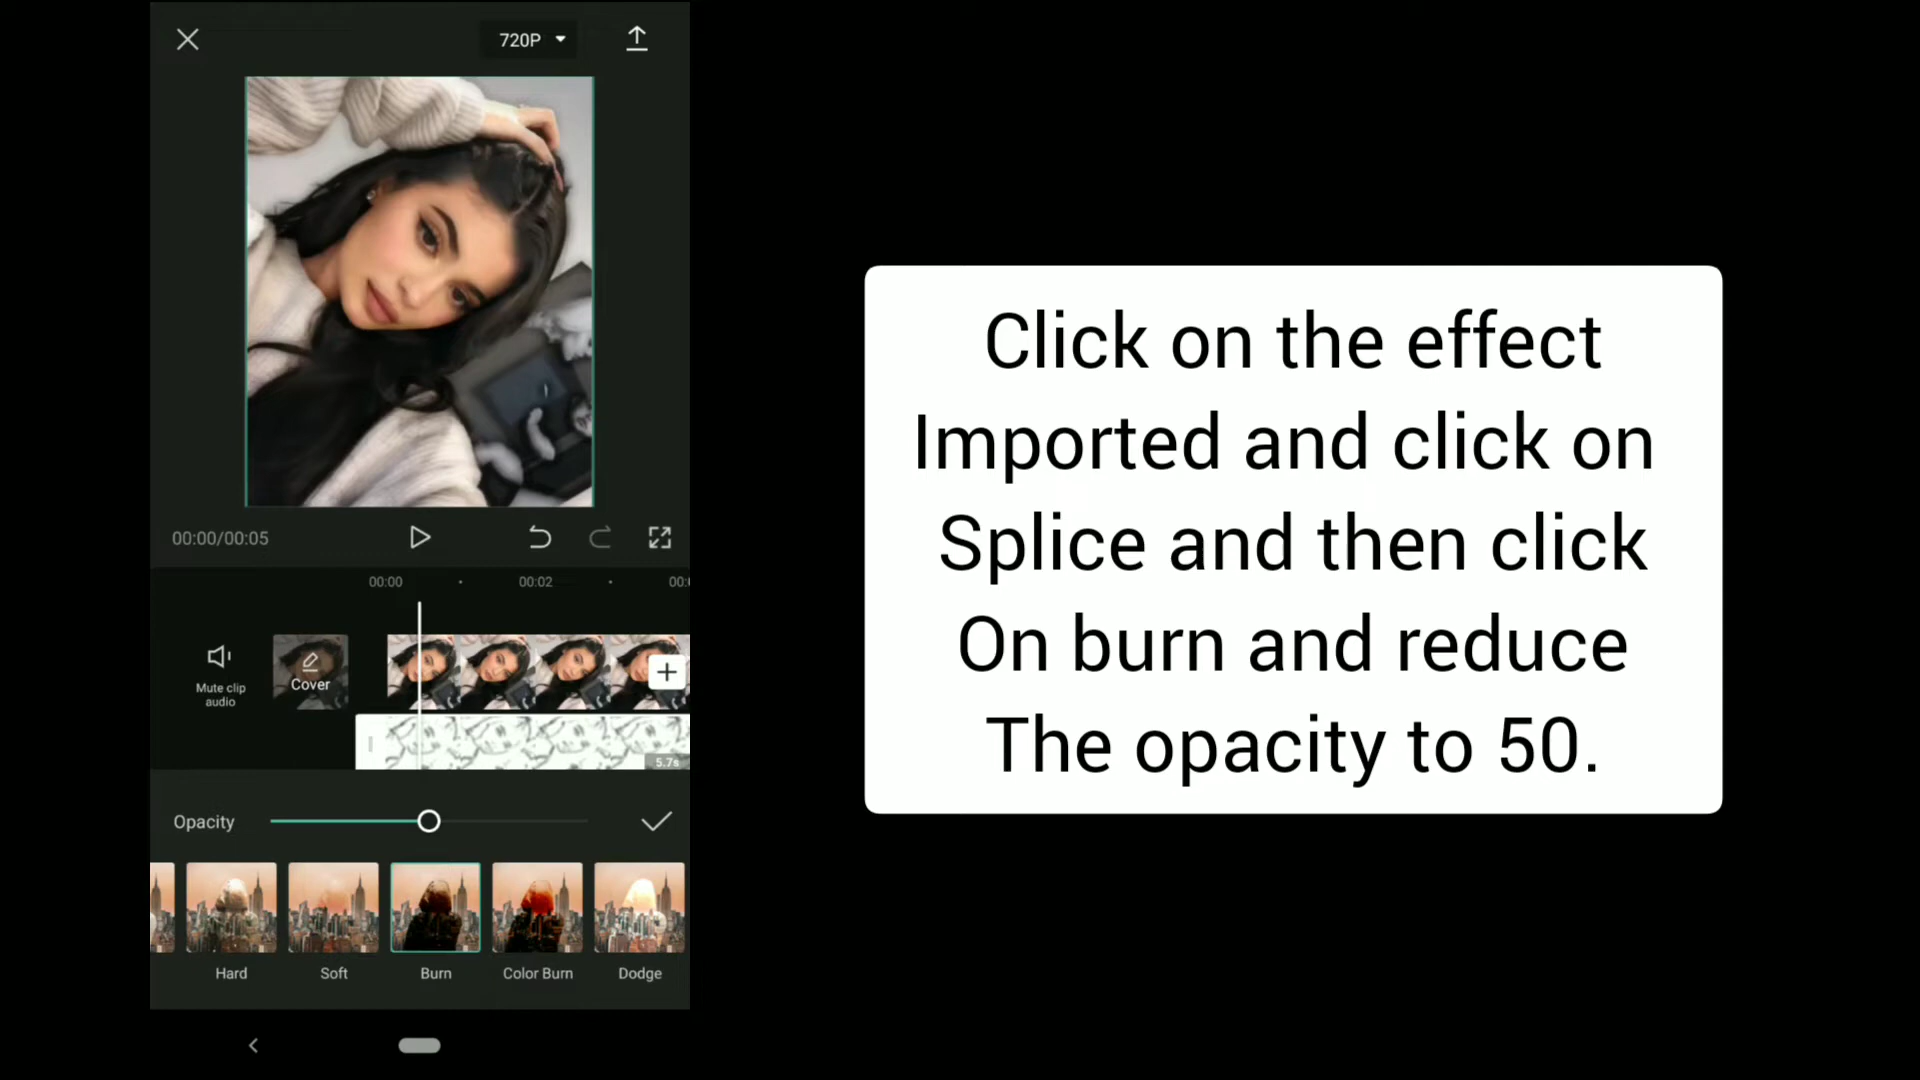 720P
00:00/00:05
00:00
00:02
Mute clip
audio
Cover
5.7s
Opacity
Hard
Soft
Burn
Color Burn
Dodge
Click on the effect
Imported and click on
Splice and then click
On burn and reduce
The opacity to 50.